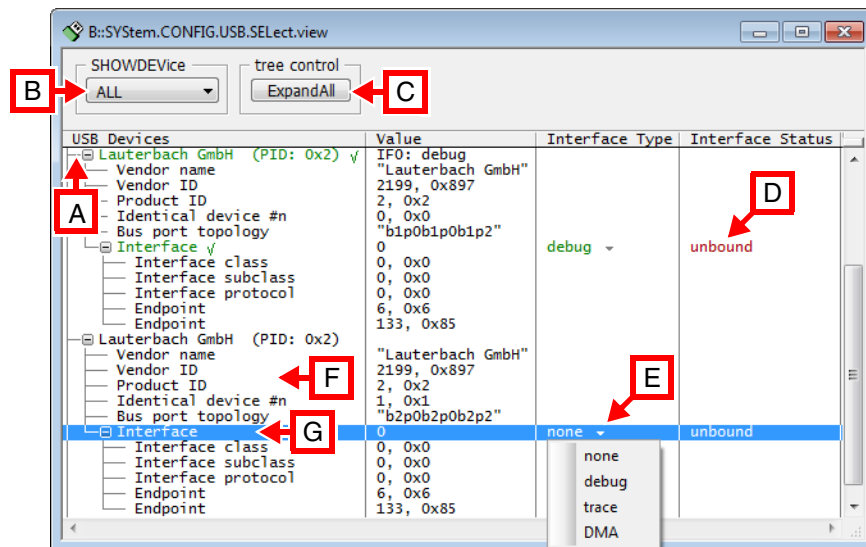 B::SYStem.CONFIG.USB.SELect.view
SHOWDEVice tree control
B ALL ExpandAll C
USB Devices Value Interface Type Interface Status
Lauterbach GmbH (PID: 0x2) √ IF0: debug
Vendor name "Lauterbach GmbH"
Vendor ID 2199, 0x897
A Product ID 2, 0x2 D
Identical device #n 0, 0x0
Bus port topology "b1p0b1p0b1p2"
Interface √ 0 debug unbound
Interface class 0, 0x0
Interface subclass 0, 0x0
Interface protocol 0, 0x0
Endpoint 6, 0x6
Endpoint 133, 0x85
Lauterbach GmbH (PID: 0x2)
Vendor name "Lauterbach GmbH"
Vendor ID 2199, 0x897
Product ID F 2, 0x2 E
Identical device #n 1, 0x1
Bus port topology "b2p0b2p0b2p2"
Interface G 0 none unbound
Interface class 0, 0x0
Interface subclass 0, 0x0
Interface protocol 0, 0x0
Endpoint 6, 0x6
Endpoint 133, 0x85
none
debug
trace
DMA